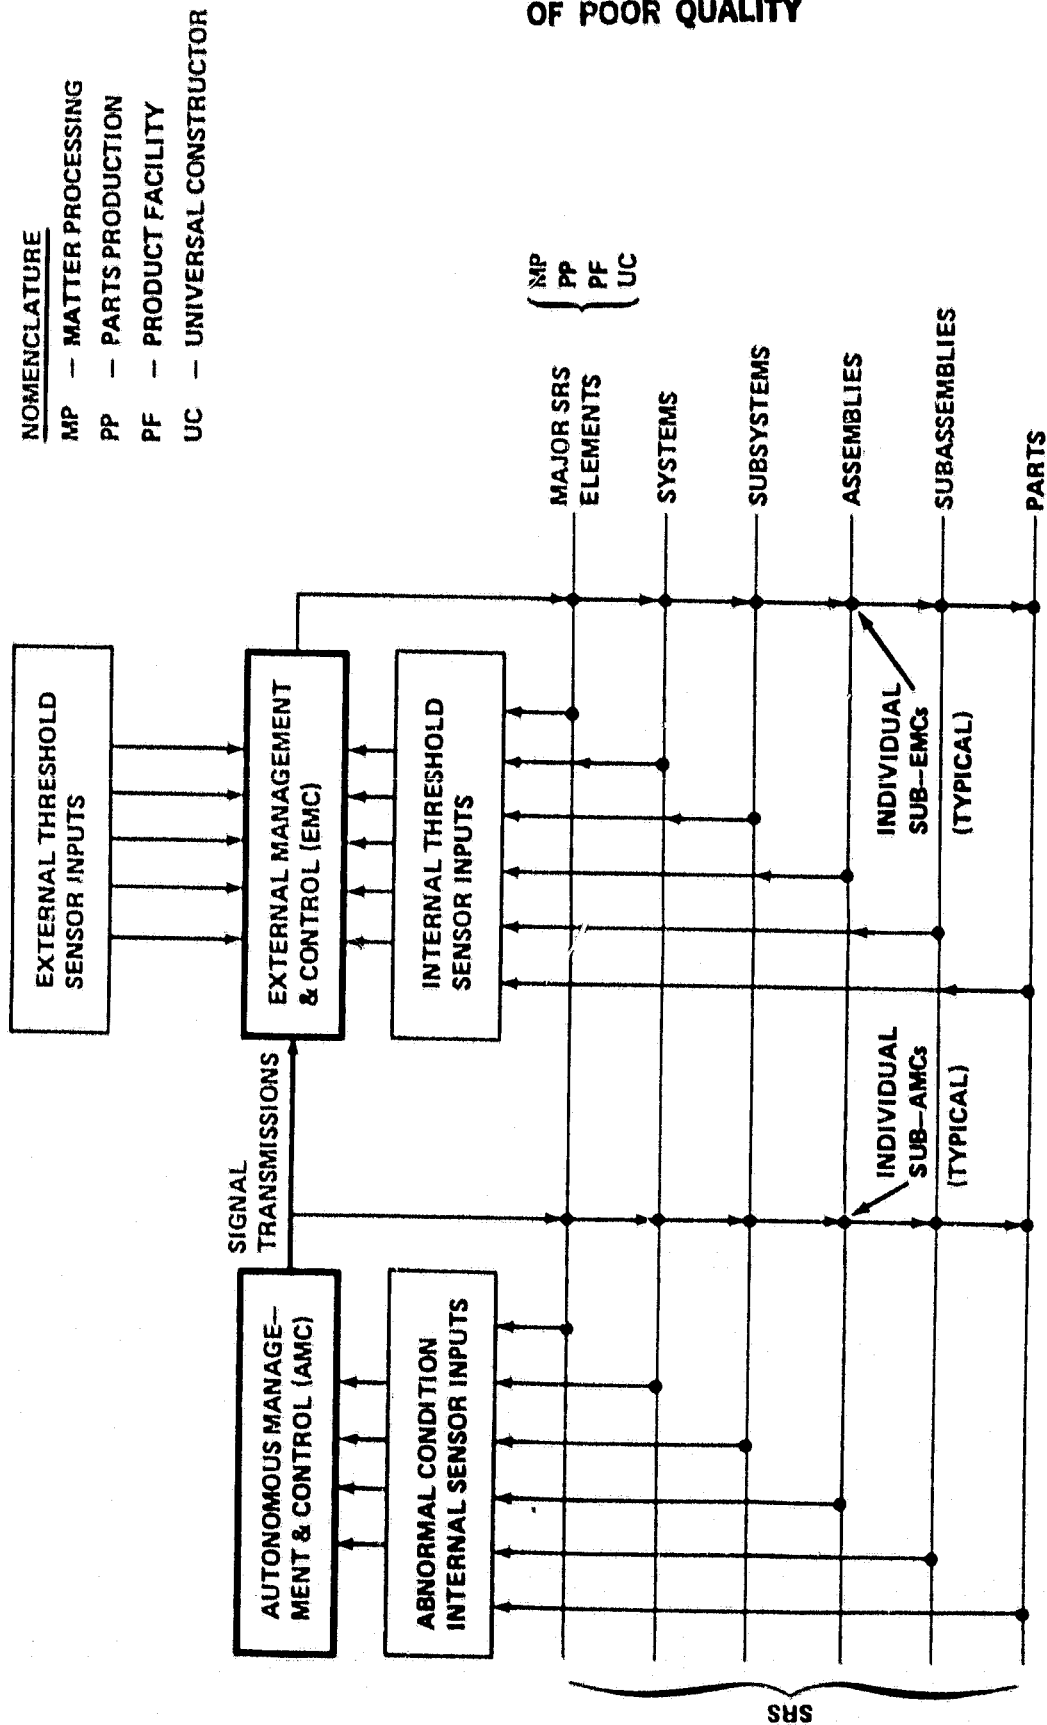 OF POOR QUALITY
NOMENCLATURE
MP – MATTER PROCESSING
PP – PARTS PRODUCTION
PF – PRODUCT FACILITY
UC – UNIVERSAL CONSTRUCTOR
EXTERNAL THRESHOLD
SENSOR INPUTS
EXTERNAL MANAGEMENT
& CONTROL (EMC)
INTERNAL THRESHOLD
SENSOR INPUTS
SIGNAL
TRANSMISSIONS
AUTONOMOUS MANAGE–
MENT & CONTROL (AMC)
ABNORMAL CONDITION
INTERNAL SENSOR INPUTS
MAJOR SRS
ELEMENTS
MP
PP
PF
UC
SYSTEMS
SUBSYSTEMS
ASSEMBLIES
SUBASSEMBLIES
PARTS
INDIVIDUAL
SUB–EMCs
(TYPICAL)
INDIVIDUAL
SUB–AMCs
(TYPICAL)
SRS